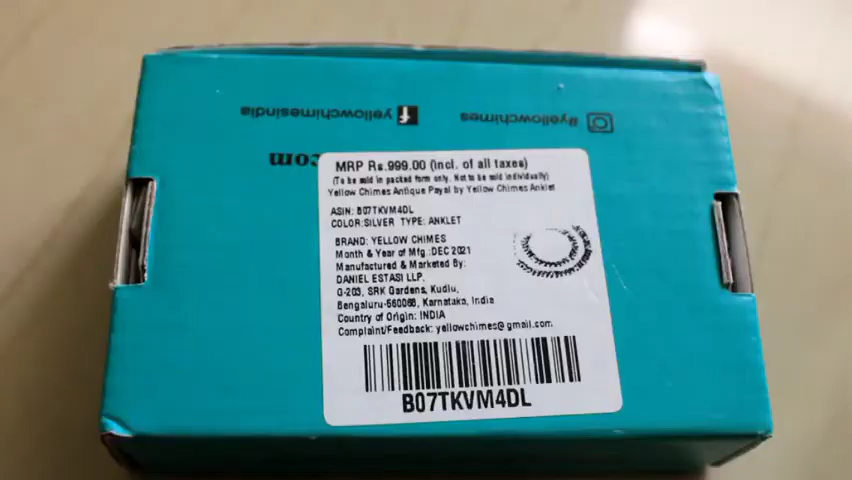 yellowchimesindia
#yellowchimes
.com
MRP Rs.999.00 (incl. of all taxes)
(To be sold in packed form only. Not to be sold individually)
Yellow Chimes Antique Payal by Yellow Chimes Anklet
ASIN: B07TKVM4DL
COLOR:SILVER TYPE: ANKLET
BRAND: YELLOW CHIMES
Month & Year of Mfg :DEC 2021
Manufactured & Marketed By:
DANIEL ESTASI LLP,
G-203, SRK Gardens, Kudlu,
Bengaluru-560068, Karnataka, India
Country of Origin: INDIA
Complaint/Feedback: yellowchimes@gmail.com
B07TKVM4DL